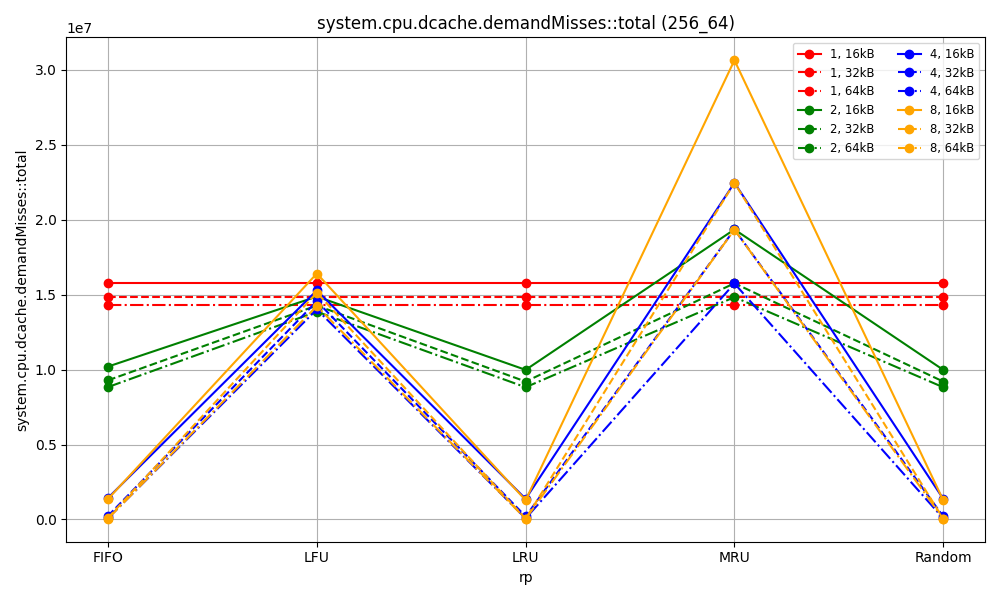 system.cpu.dcache.demandMisses::total (256_64)
1e7
3.0
2.5
2.0
1.5
1.0
0.5
0.0
system.cpu.dcache.demandMisses::total
1, 16kB
1, 32kB
1, 64kB
2, 16kB
2, 32kB
2, 64kB
4, 16kB
4, 32kB
4, 64kB
8, 16kB
8, 32kB
8, 64kB
FIFO
LFU
LRU
MRU
Random
rp